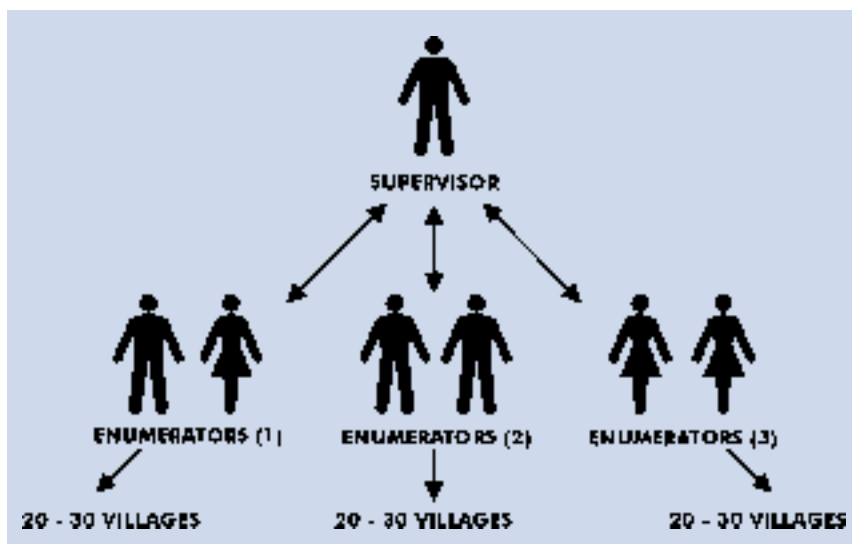 SUPERVISOR
ENUMERATORS (1) ENUMERATORS (2) ENUMERATORS (3)
20 - 30 VILLAGES 20 - 30 VILLAGES 20 - 30 VILLAGES